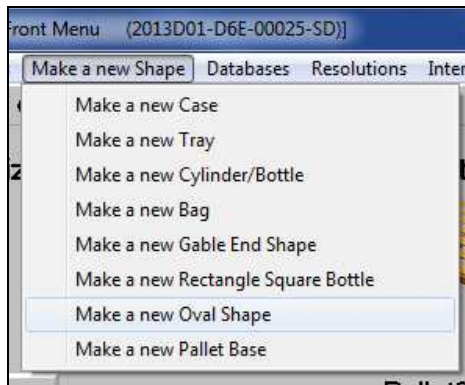 Front Menu (2013D01-D6E-00025-SD)]
Make a new Shape Databases Resolutions
Make a new Case
Make a new Tray
Make a new Cylinder/Bottle
Make a new Bag
Make a new Gable End Shape
Make a new Rectangle Square Bottle
Make a new Oval Shape
Make a new Pallet Base